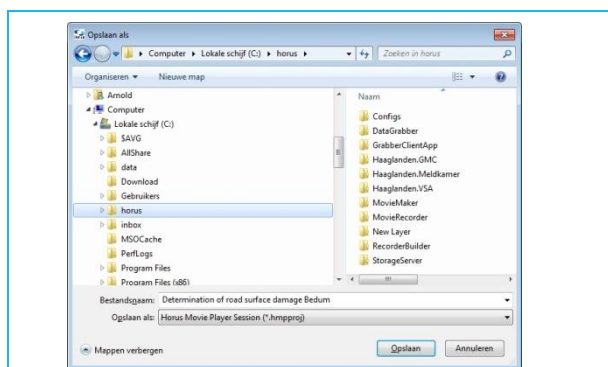 Opslaan als
Computer ▸ Lokale schijf (C:) ▸ horus ▸
Zoeken in horus
Organiseren Nieuwe map
Arnold
Computer
Lokale schijf (C:)
$AVG
AllShare
data
Download
Gebruikers
horus
inbox
MSOCache
PerfLogs
Program Files
Program Files (x86)
Naam
Configs
DataGrabber
GrabberClientApp
Haaglanden.GMC
Haaglanden.Meldkamer
Haaglanden.VSA
MovieMaker
MovieRecorder
New Layer
RecorderBuilder
StorageServer
Bestandsnaam: Determination of road surface damage Bedum
Opslaan als: Horus Movie Player Session (*.hmpproj)
Mappen verbergen
Opslaan Annuleren